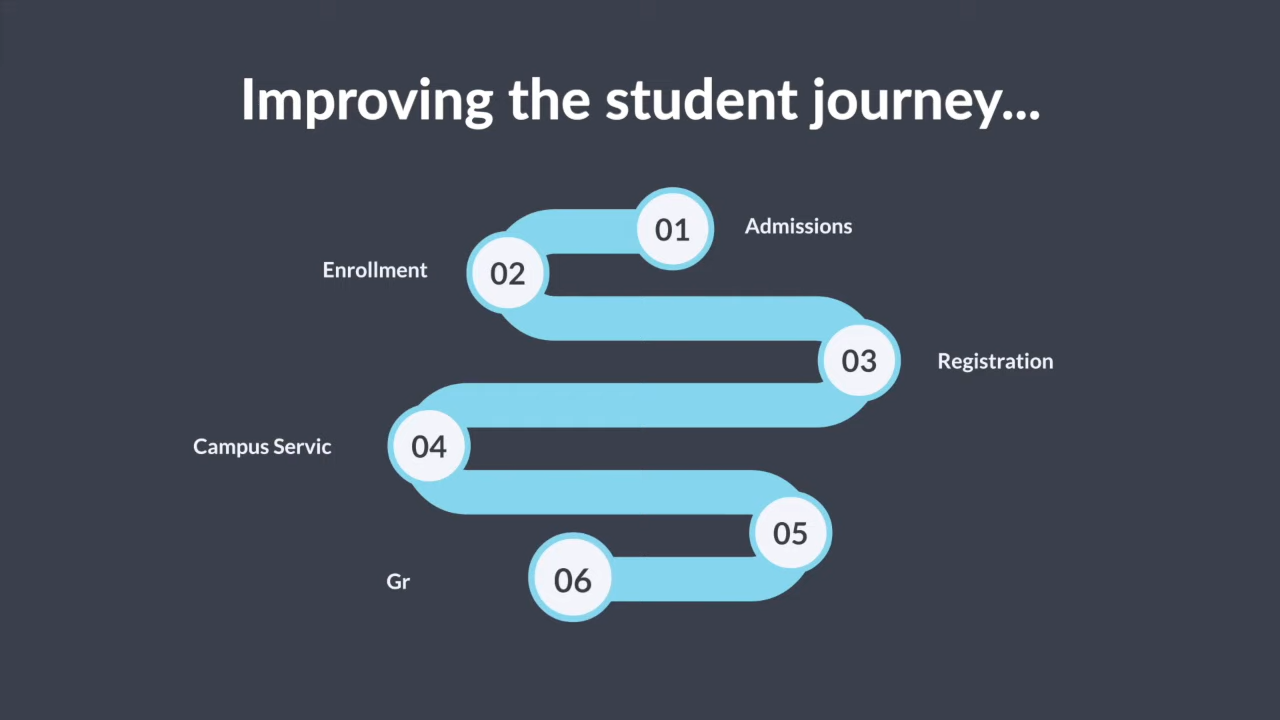 Improving the student journey...
01
Admissions
Enrollment
02
03
Registration
Campus Servic
04
05
Gr
06